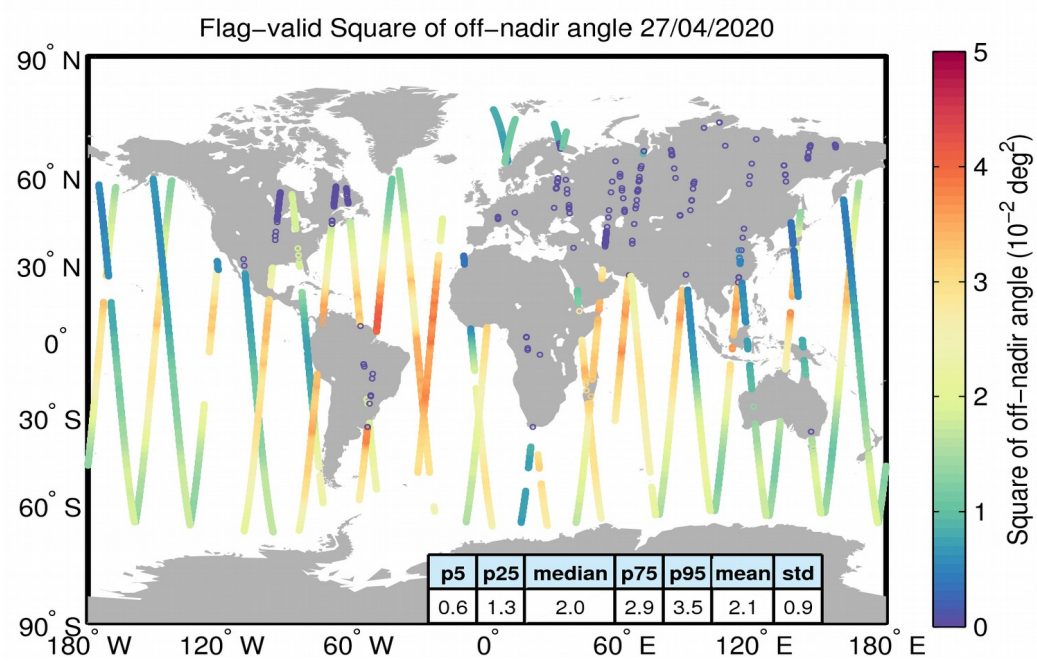 Flag−valid Square of off−nadir angle 27/04/2020
90° N
60° N
30° N
0°
30° S
60° S
90° S
180° W 120° W 60° W 0° 60° E 120° E 180° E
p5 p25 median p75 p95 mean std
0.6 1.3 2.0 2.9 3.5 2.1 0.9
5
4
3
2
1
0
Square of off−nadir angle (10⁻² deg²)